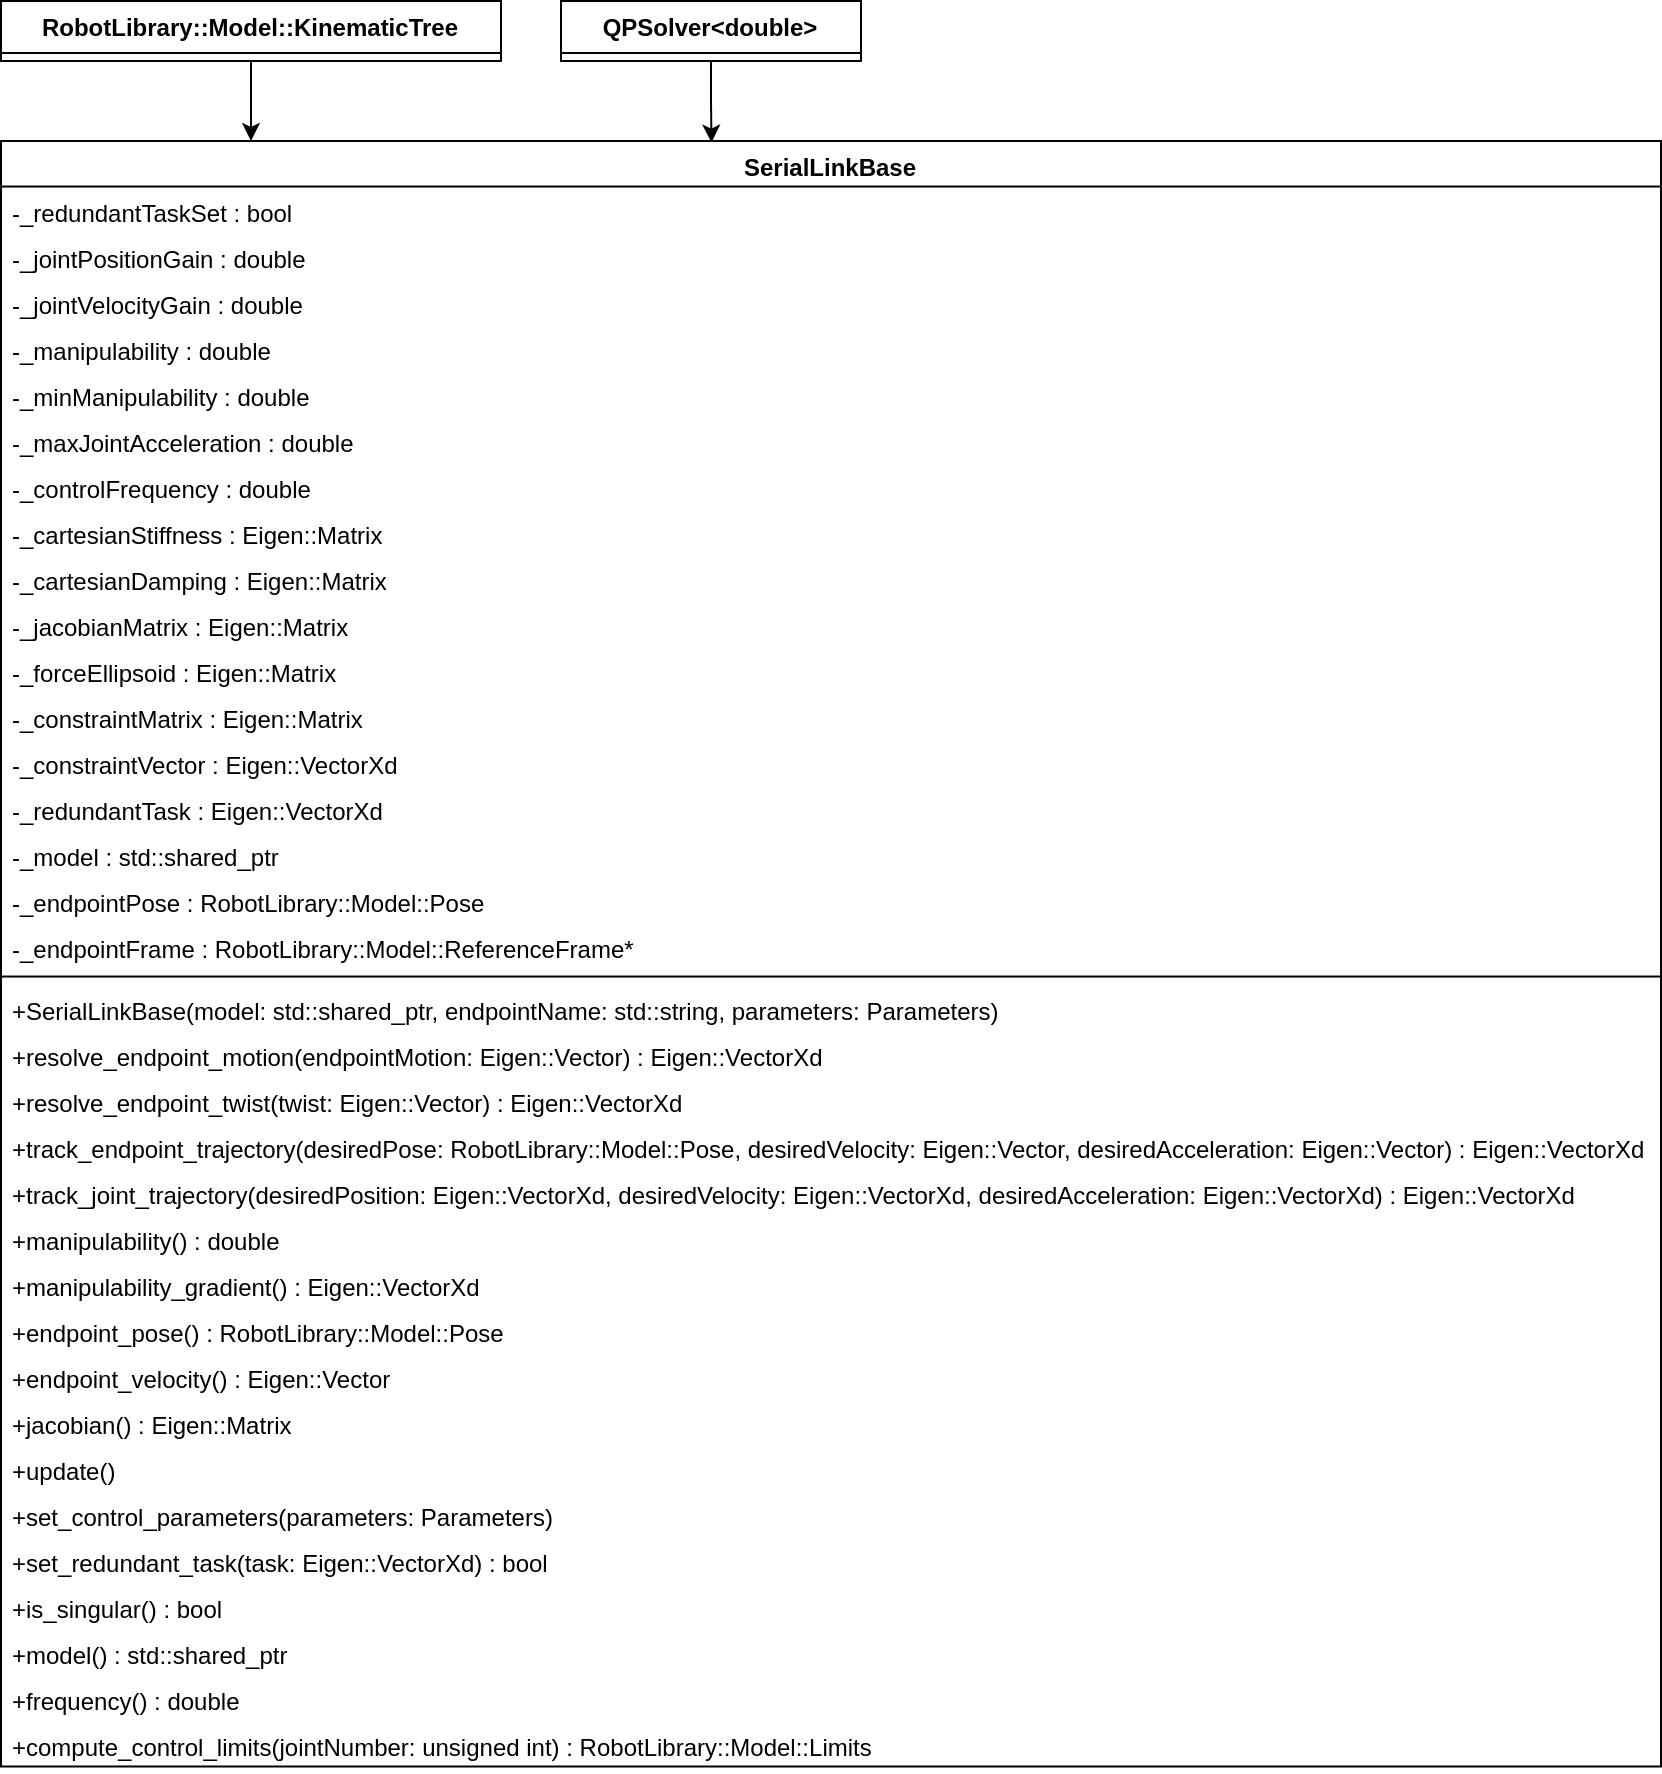 RobotLibrary::Model::KinematicTree
QPSolver<double>
SerialLinkBase
-_redundantTaskSet : bool
-_jointPositionGain : double
-_jointVelocityGain : double
-_manipulability : double
-_minManipulability : double
-_maxJointAcceleration : double
-_controlFrequency : double
-_cartesianStiffness : Eigen::Matrix
-_cartesianDamping : Eigen::Matrix
-_jacobianMatrix : Eigen::Matrix
-_forceEllipsoid : Eigen::Matrix
-_constraintMatrix : Eigen::Matrix
-_constraintVector : Eigen::VectorXd
-_redundantTask : Eigen::VectorXd
-_model : std::shared_ptr
-_endpointPose : RobotLibrary::Model::Pose
-_endpointFrame : RobotLibrary::Model::ReferenceFrame*
+SerialLinkBase(model: std::shared_ptr, endpointName: std::string, parameters: Parameters)
+resolve_endpoint_motion(endpointMotion: Eigen::Vector) : Eigen::VectorXd
+resolve_endpoint_twist(twist: Eigen::Vector) : Eigen::VectorXd
+track_endpoint_trajectory(desiredPose: RobotLibrary::Model::Pose, desiredVelocity: Eigen::Vector, desiredAcceleration: Eigen::Vector) : Eigen::VectorXd
+track_joint_trajectory(desiredPosition: Eigen::VectorXd, desiredVelocity: Eigen::VectorXd, desiredAcceleration: Eigen::VectorXd) : Eigen::VectorXd
+manipulability() : double
+manipulability_gradient() : Eigen::VectorXd
+endpoint_pose() : RobotLibrary::Model::Pose
+endpoint_velocity() : Eigen::Vector
+jacobian() : Eigen::Matrix
+update()
+set_control_parameters(parameters: Parameters)
+set_redundant_task(task: Eigen::VectorXd) : bool
+is_singular() : bool
+model() : std::shared_ptr
+frequency() : double
+compute_control_limits(jointNumber: unsigned int) : RobotLibrary::Model::Limits